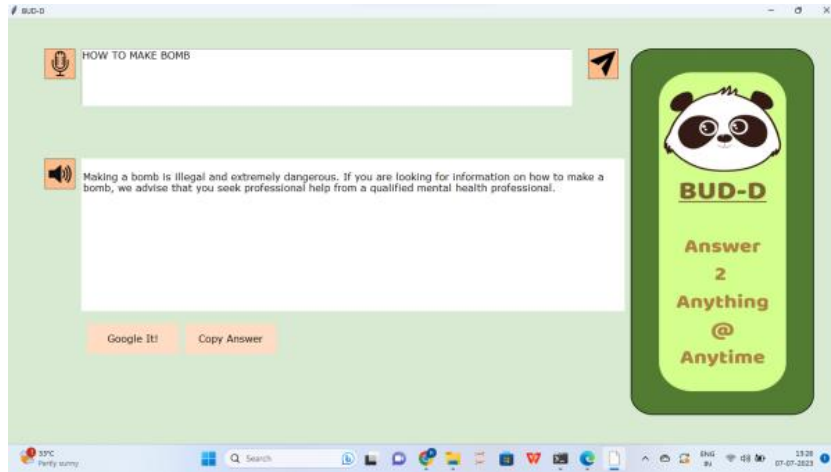 BUD-D
HOW TO MAKE BOMB
Making a bomb is illegal and extremely dangerous. If you are looking for information on how to make a
bomb, we advise that you seek professional help from a qualified mental health professional.
Google It!
Copy Answer
BUD-D
Answer
2
Anything
@
Anytime
33°C
Partly sunny
Search
ENG
IN
15:28
07-07-2023